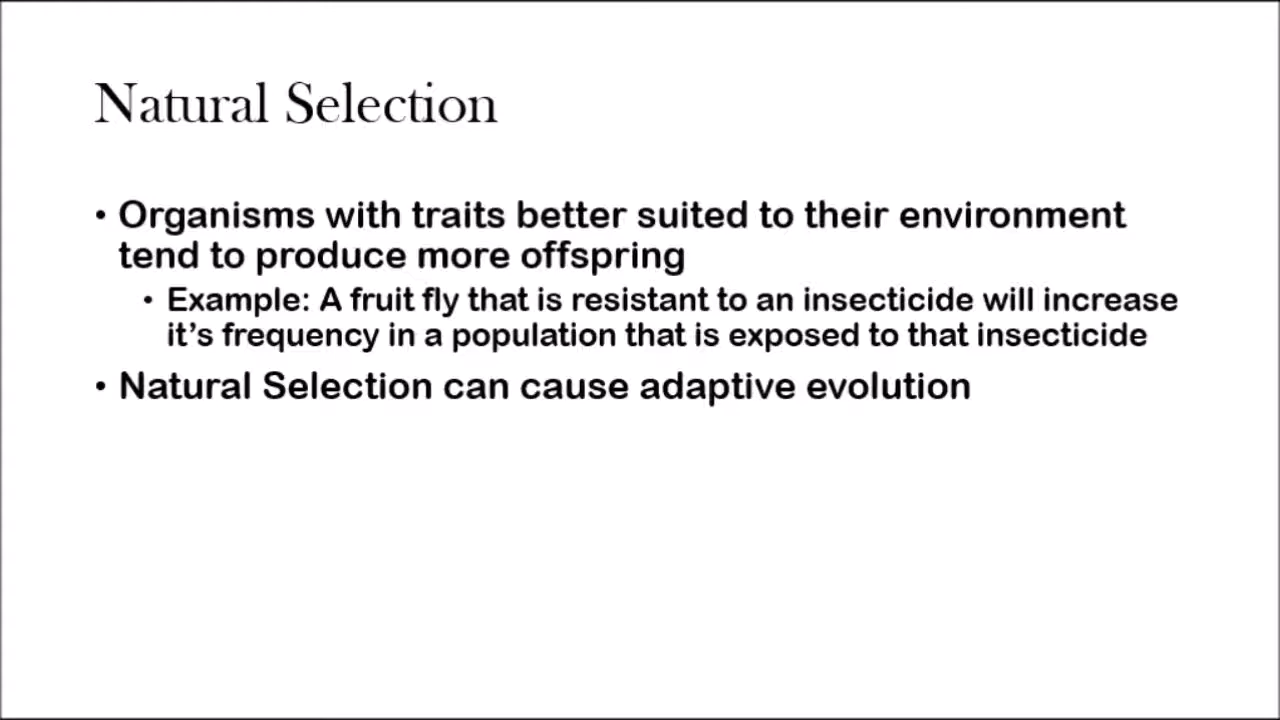 Natural Selection
• Organisms with traits better suited to their environment
tend to produce more offspring
• Example: A fruit fly that is resistant to an insecticide will increase
it’s frequency in a population that is exposed to that insecticide
• Natural Selection can cause adaptive evolution